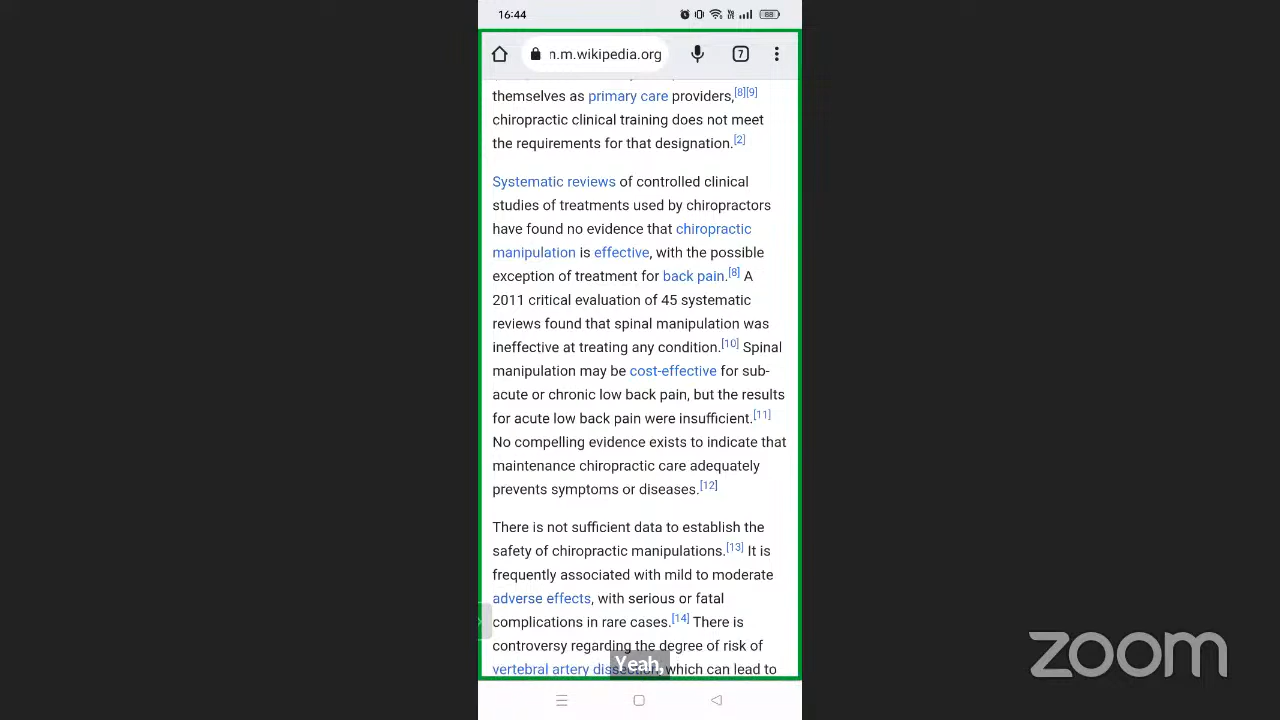 16:44
88
n.m.wikipedia.org
7
themselves as primary care providers,[8][9]
chiropractic clinical training does not meet
the requirements for that designation.[2]
Systematic reviews of controlled clinical
studies of treatments used by chiropractors
have found no evidence that chiropractic
manipulation is effective, with the possible
exception of treatment for back pain.[8] A
2011 critical evaluation of 45 systematic
reviews found that spinal manipulation was
ineffective at treating any condition.[10] Spinal
manipulation may be cost-effective for sub-
acute or chronic low back pain, but the results
for acute low back pain were insufficient.[11]
No compelling evidence exists to indicate that
maintenance chiropractic care adequately
prevents symptoms or diseases.[12]
There is not sufficient data to establish the
safety of chiropractic manipulations.[13] It is
frequently associated with mild to moderate
adverse effects, with serious or fatal
complications in rare cases.[14] There is
controversy regarding the degree of risk of
vertebral artery dissection, which can lead to
Yeah,
zoom